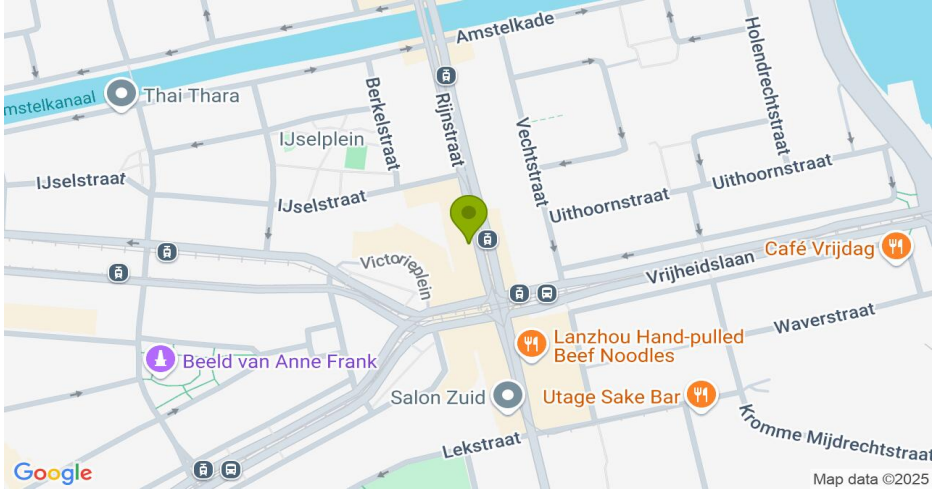 Amstelkade
Holendrechtstraat
mstelkanaal
Thai Thara
Berkelstraat
Rijnstraat
Vechtstraat
IJselplein
IJselstraat
IJselstraat
Uithoornstraat
Uithoornstraat
Café Vrijdag
Victorieplein
Vrijheidslaan
Waverstraat
Lanzhou Hand-pulled
Beef Noodles
Beeld van Anne Frank
Salon Zuid
Utage Sake Bar
Lekstraat
Kromme Mijdrechtstraat
Google
Map data ©2025